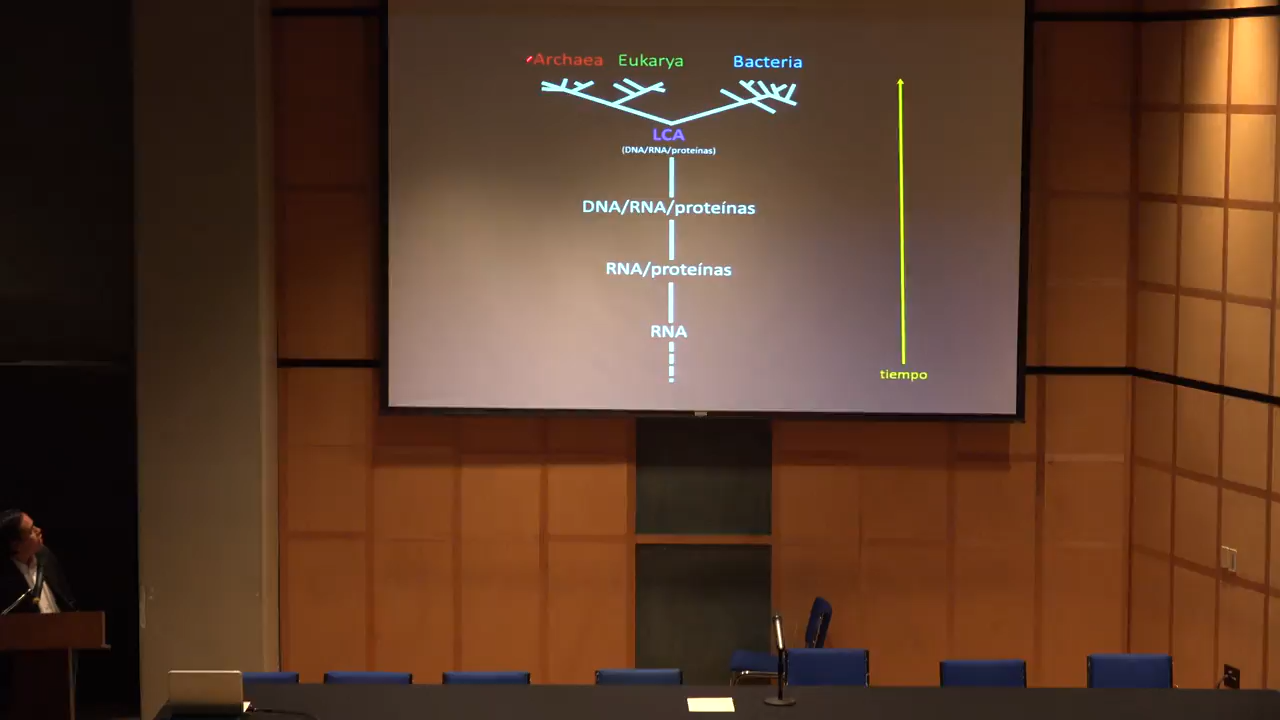 Archaea Eukarya Bacteria
LCA
(DNA/RNA/proteínas)
DNA/RNA/proteínas
RNA/proteínas
RNA
tiempo